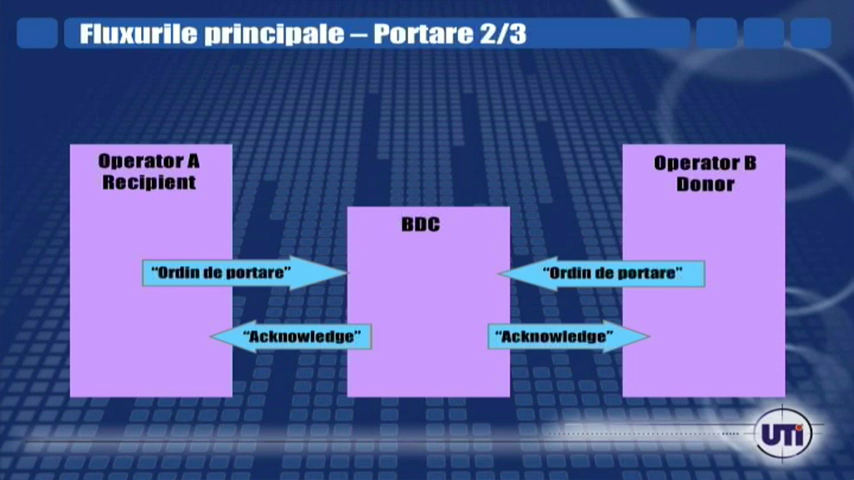 Fluxurile principale – Portare 2/3
Operator A
Recipient
Operator B
Donor
BDC
“Ordin de portare”
“Ordin de portare”
“Acknowledge”
“Acknowledge”
UTi